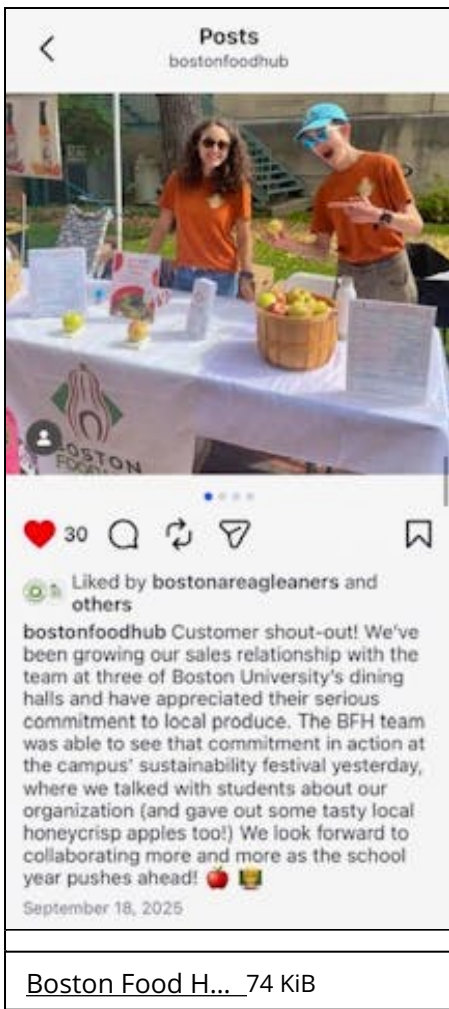 Posts
bostonfoodhub
BOSTON
FOOD
30
Liked by bostonareagleaners and
others
bostonfoodhub Customer shout-out! We've
been growing our sales relationship with the
team at three of Boston University's dining
halls and have appreciated their serious
commitment to local produce. The BFH team
was able to see that commitment in action at
the campus' sustainability festival yesterday,
where we talked with students about our
organization (and gave out some tasty local
honeycrisp apples too!) We look forward to
collaborating more and more as the school
year pushes ahead! 🍎 
September 18, 2025
Boston Food H... 74 KiB